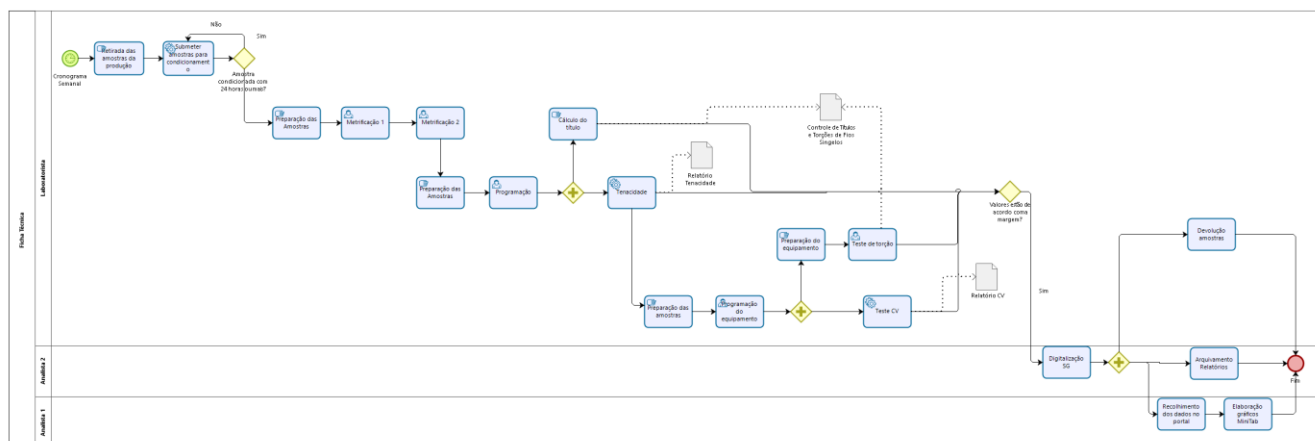 Ficha Técnica
Laboratorista
Analista 2
Analista 1
Cronograma
Semanal
Retirada das
amostras da
produção
Submeter
amostras para
condicionament
o
Não
Sim
Amostra
condicionada com
24 horas ou mais?
Preparação das
Amostras
Metrificação 1
Metrificação 2
Preparação das
Amostras
Programação
Cálculo do
título
Tenacidade
Relatório
Tenacidade
Controle de Títulos
e Torções de Fios
Singelos
Preparação das
amostras
Programação do
equipamento
Preparação do
equipamento
Teste de torção
Teste CV
Relatório CV
Valores estão de
acordo com a
margem?
Sim
Digitalização
SG
Devolução
amostras
Arquivamento
Relatórios
Recolhimento
dos dados no
portal
Elaboração
gráficos
MiniTab
Fim